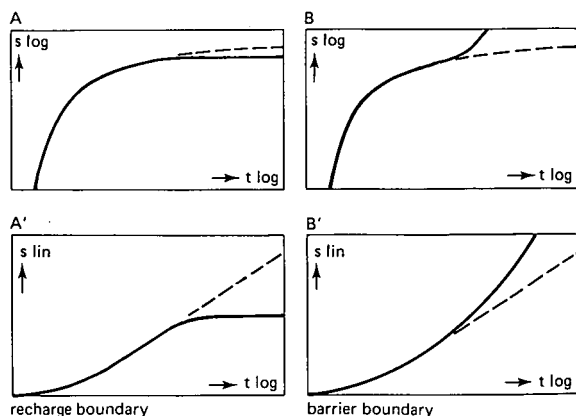 A
s log
t log
B
s log
t log
A'
s lin
t log
recharge boundary
B'
s lin
t log
barrier boundary